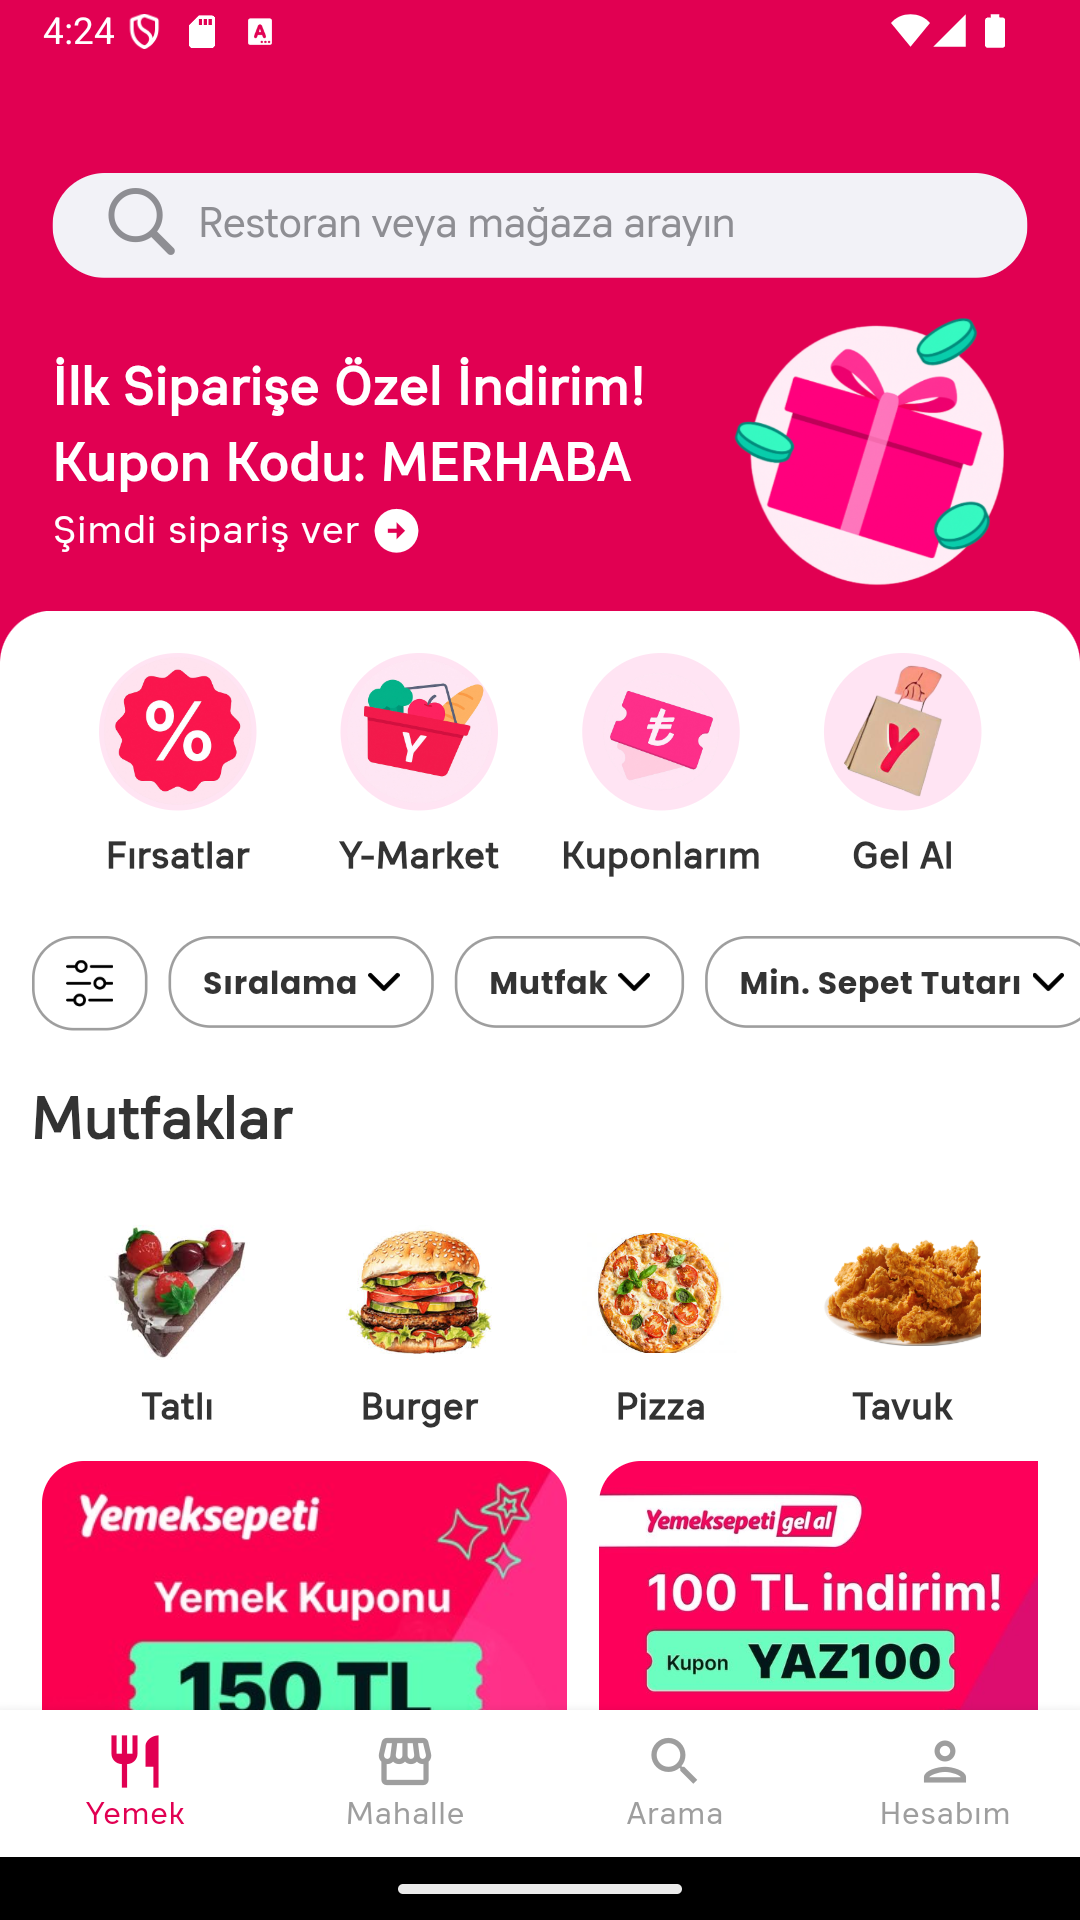 4:24
Restoran veya mağaza arayın
İlk Siparişe Özel İndirim!
Kupon Kodu: MERHABA
Şimdi sipariş ver
%
Y
₺
Y
Fırsatlar
Y-Market
Kuponlarım
Gel Al
Sıralama
Mutfak
Min. Sepet Tutarı
Mutfaklar
Tatlı
Burger
Pizza
Tavuk
Yemeksepeti
Yemek Kuponu
150 TL
Yemeksepeti gel al
100 TL indirim!
Kupon YAZ100
Yemek
Mahalle
Arama
Hesabım